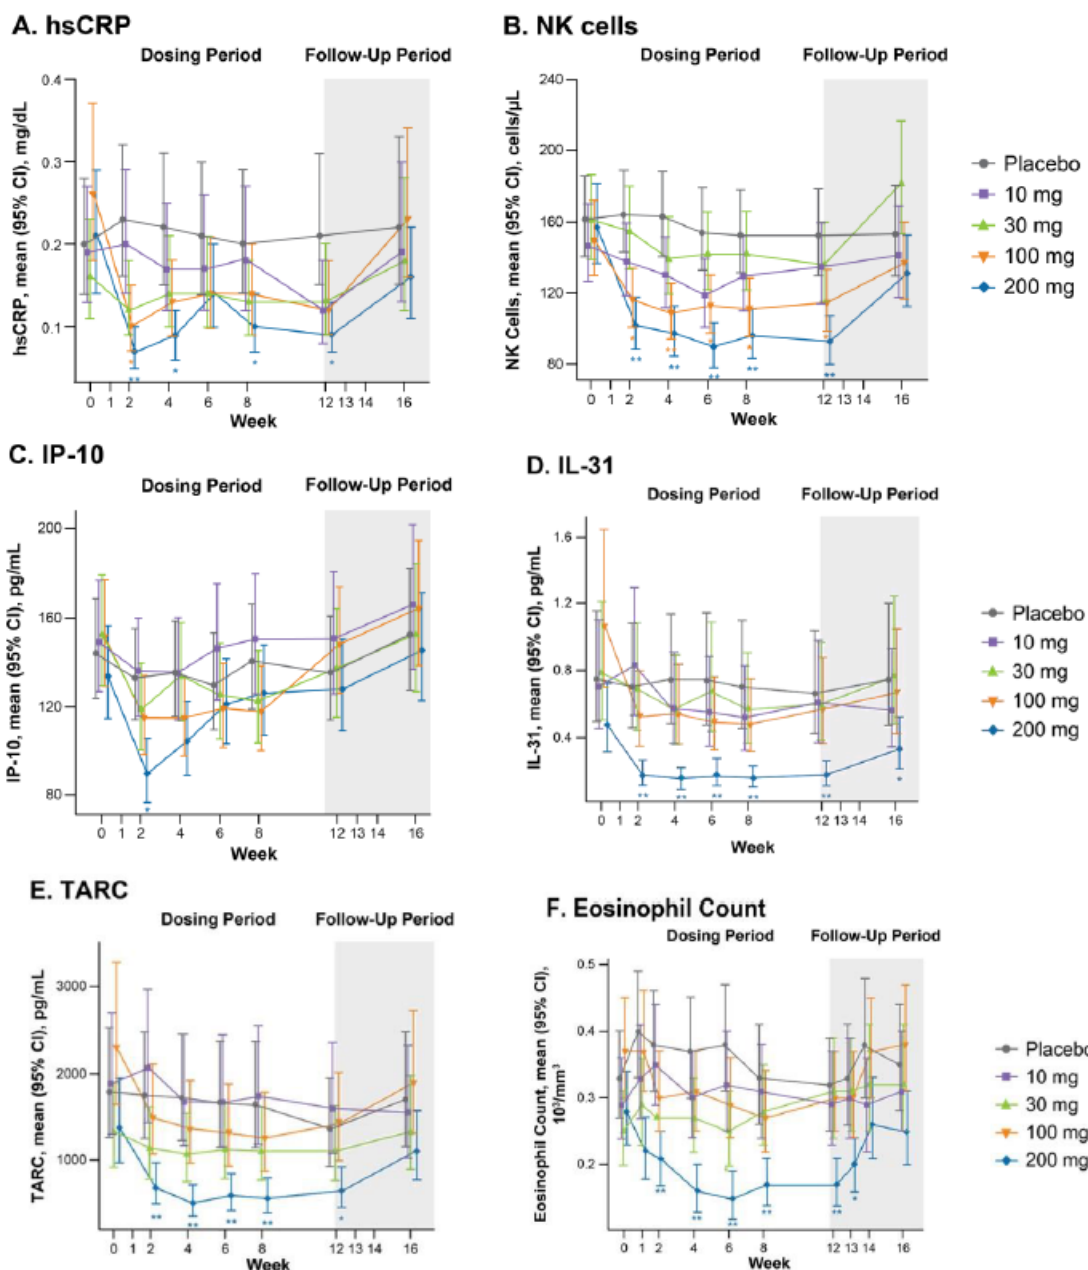 A. hsCRP
Dosing Period Follow-Up Period
hsCRP, mean (95% CI), mg/dL
0.4
0.3
0.2
0.1
* ** * * *
0 1 2 4 6 8 12 13 14 16
Week
B. NK cells
Dosing Period Follow-Up Period
NK Cells, mean (95% CI), cells/µL
240
200
160
120
80
* ** ** ** * ** * ** * **
0 1 2 4 6 8 12 13 14 16
Week
Placebo
10 mg
30 mg
100 mg
200 mg
C. IP-10
Dosing Period Follow-Up Period
IP-10, mean (95% CI), pg/mL
200
160
120
80
*
0 1 2 4 6 8 12 13 14 16
Week
D. IL-31
Dosing Period Follow-Up Period
IL-31, mean (95% CI), pg/mL
1.6
1.2
0.8
0.4
** ** ** ** ** *
0 1 2 4 6 8 12 13 14 16
Week
Placebo
10 mg
30 mg
100 mg
200 mg
E. TARC
Dosing Period Follow-Up Period
TARC, mean (95% CI), pg/mL
3000
2000
1000
** ** ** ** *
0 1 2 4 6 8 12 13 14 16
Week
F. Eosinophil Count
Dosing Period Follow-Up Period
Eosinophil Count, mean (95% CI),
10³/mm³
0.5
0.4
0.3
0.2
** ** ** ** ** *
0 1 2 4 6 8 12 13 14 16
Week
Placebo
10 mg
30 mg
100 mg
200 mg